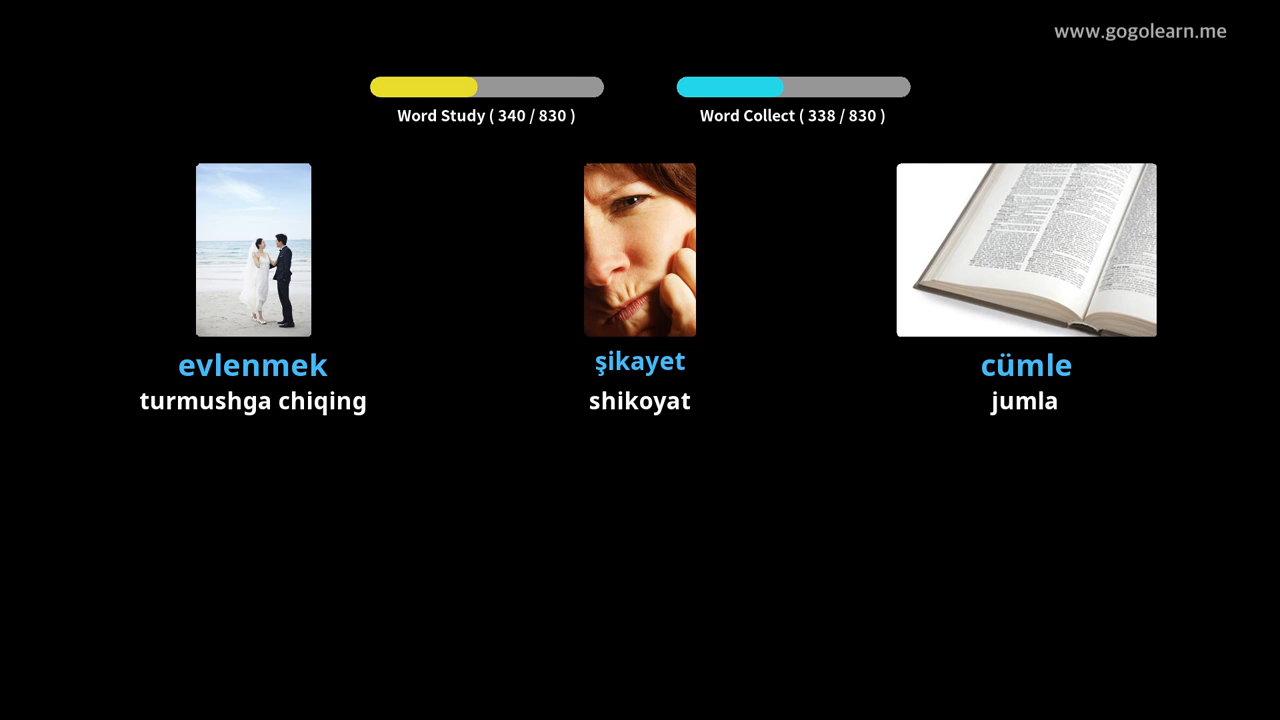 www.gogolearn.me
Word Study ( 340 / 830 )
Word Collect ( 338 / 830 )
evlenmek
turmushga chiqing
şikayet
shikoyat
cümle
jumla